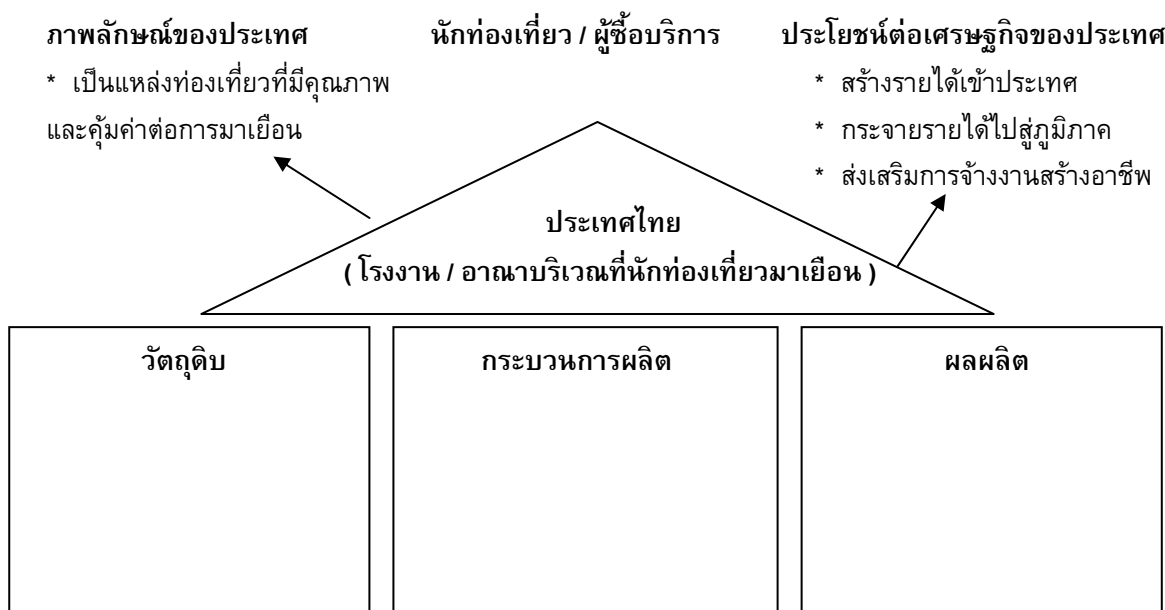 ภาพลักษณ์ของประเทศ
* เป็นแหล่งท่องเที่ยวที่มีคุณภาพ
และคุ้มค่าต่อการมาเยือน
นักท่องเที่ยว / ผู้ซื้อบริการ
ประโยชน์ต่อเศรษฐกิจของประเทศ
* สร้างรายได้เข้าประเทศ
* กระจายรายได้ไปสู่ภูมิภาค
* ส่งเสริมการจ้างงานสร้างอาชีพ
ประเทศไทย
( โรงงาน / อาณาบริเวณที่นักท่องเที่ยวมาเยือน )
วัตถุดิบ
กระบวนการผลิต
ผลผลิต